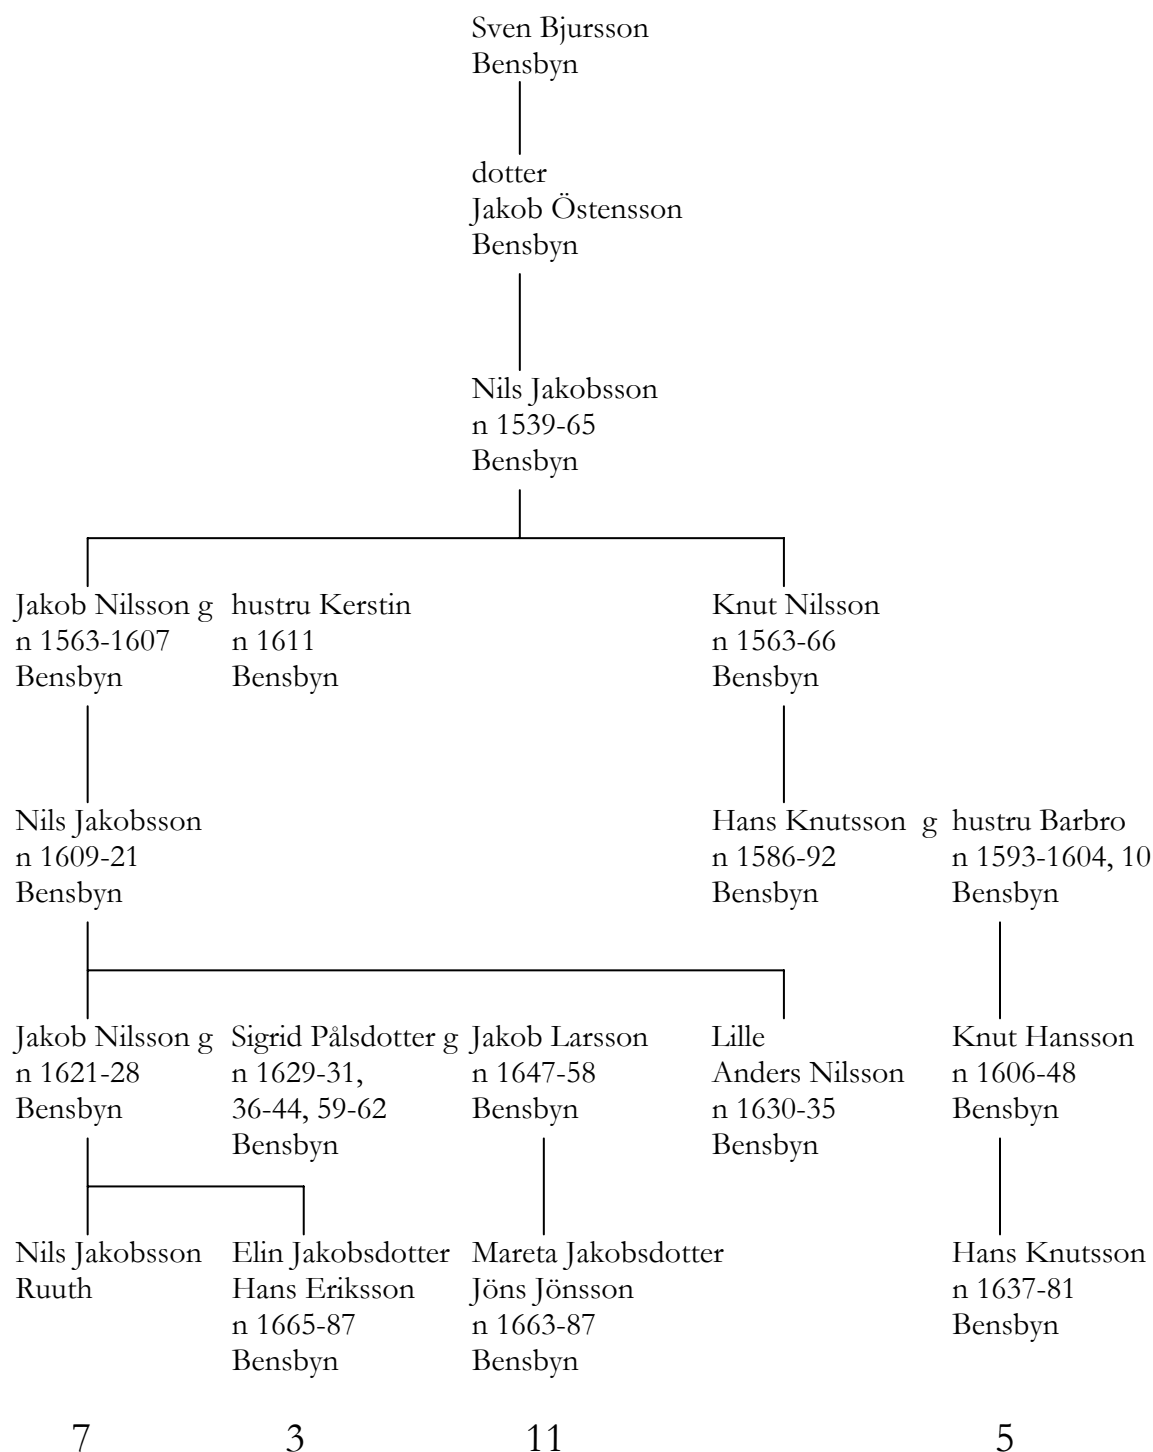 Sven Bjursson
Bensbyn
dotter
Jakob Östensson
Bensbyn
Nils Jakobsson
n 1539-65
Bensbyn
Jakob Nilsson g
n 1563-1607
Bensbyn
hustru Kerstin
n 1611
Bensbyn
Knut Nilsson
n 1563-66
Bensbyn
Nils Jakobsson
n 1609-21
Bensbyn
Hans Knutsson g
n 1586-92
Bensbyn
hustru Barbro
n 1593-1604, 10
Bensbyn
Jakob Nilsson g
n 1621-28
Bensbyn
Sigrid Pålsdotter g
n 1629-31,
36-44, 59-62
Bensbyn
Jakob Larsson
n 1647-58
Bensbyn
Lille
Anders Nilsson
n 1630-35
Bensbyn
Knut Hansson
n 1606-48
Bensbyn
Nils Jakobsson
Ruuth
Elin Jakobsdotter
Hans Eriksson
n 1665-87
Bensbyn
Mareta Jakobsdotter
Jöns Jönsson
n 1663-87
Bensbyn
Hans Knutsson
n 1637-81
Bensbyn
7
3
11
5